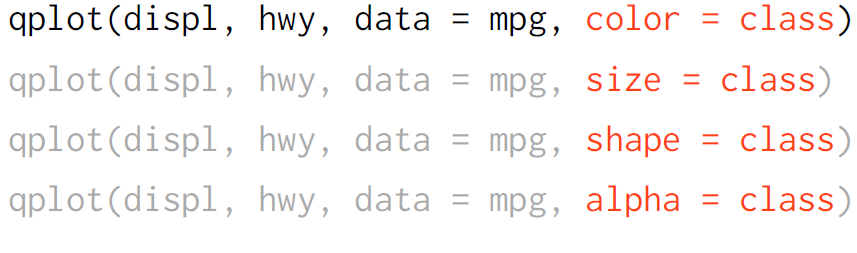 qplot(displ, hwy, data = mpg, color = class)
qplot(displ, hwy, data = mpg, size = class)
qplot(displ, hwy, data = mpg, shape = class)
qplot(displ, hwy, data = mpg, alpha = class)